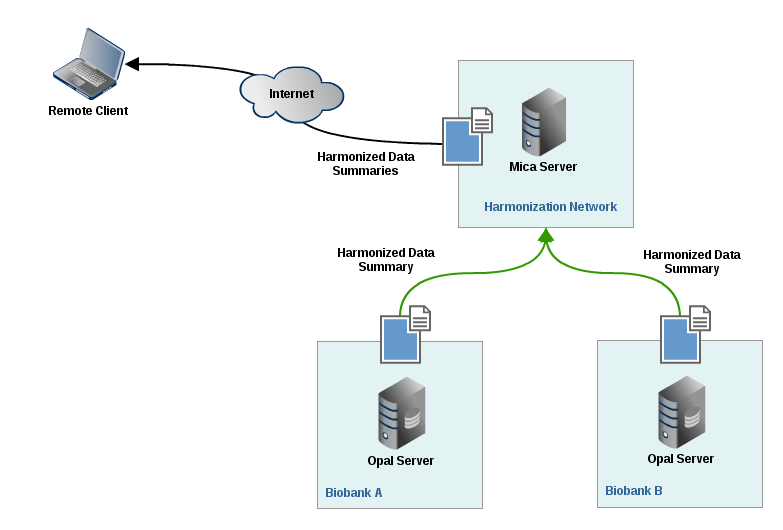 Remote Client
Internet
Harmonized Data
Summaries
Mica Server
Harmonization Network
Harmonized Data
Summary
Harmonized Data
Summary
Opal Server
Biobank A
Opal Server
Biobank B